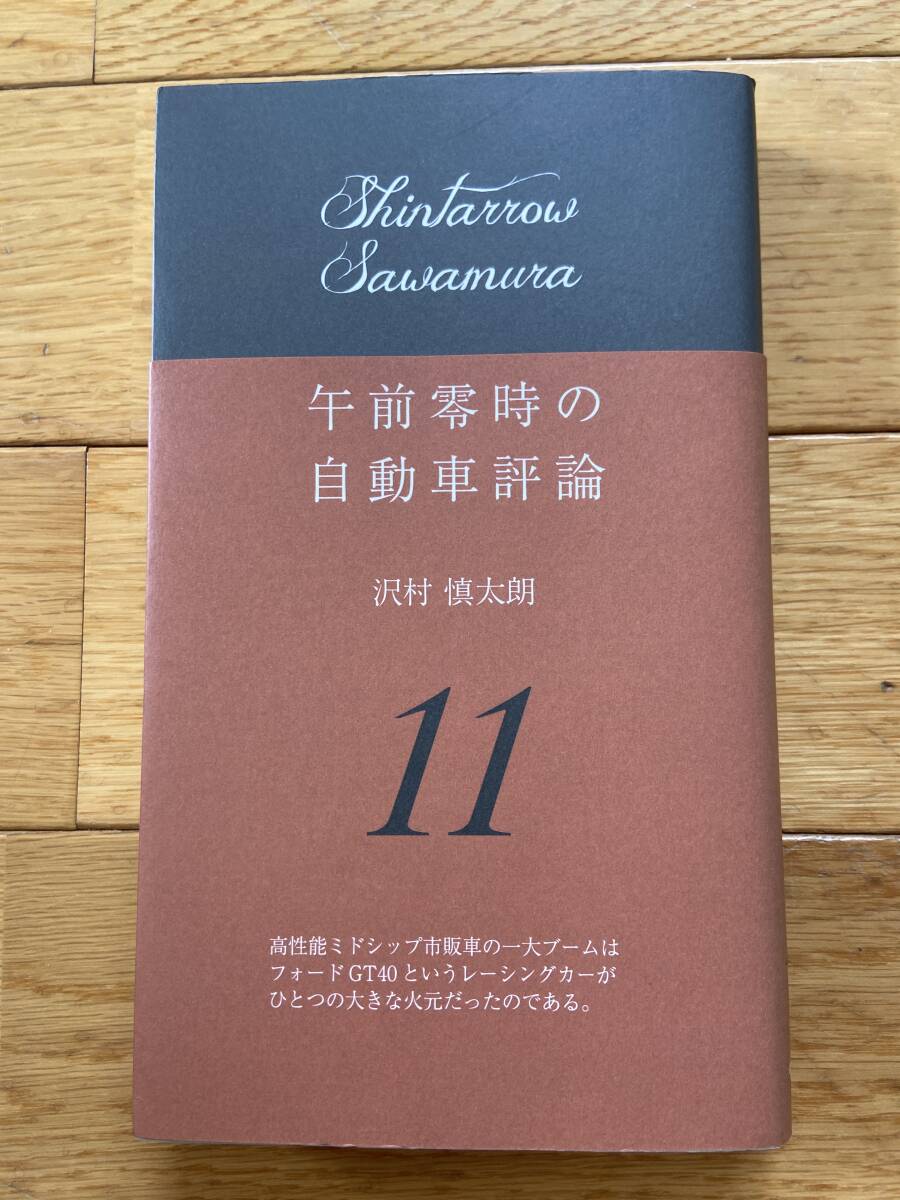 Shintarrow
Sawamura
午前零時の
自動車評論
沢村 慎太朗
11
高性能ミドシップ市販車の一大ブームは
フォードGT40というレーシングカーが
ひとつの大きな火元だったのである。